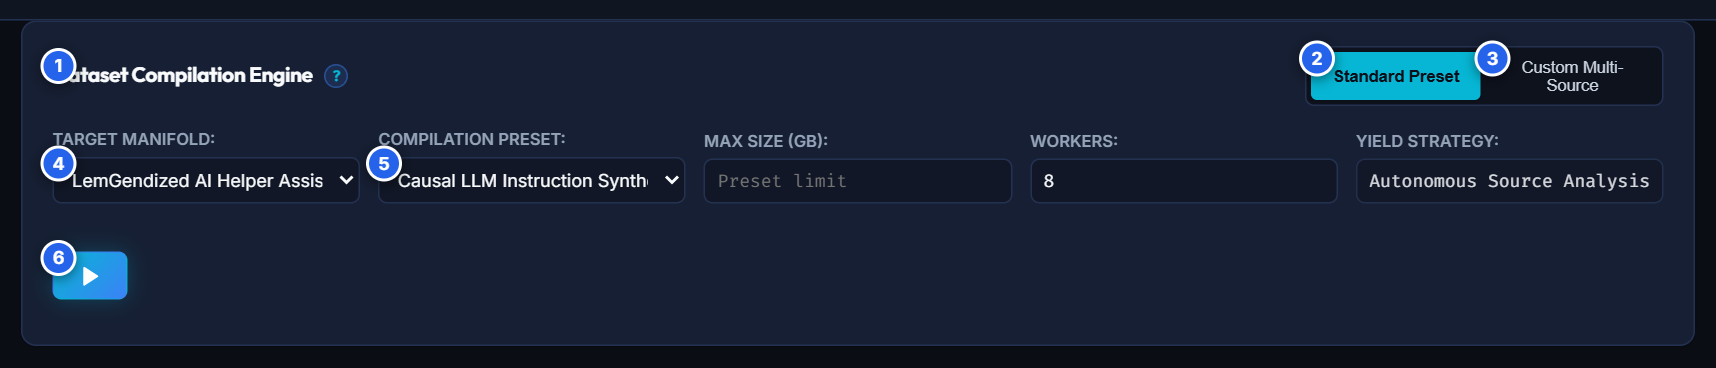 1
ataset Compilation Engine ?
2
Standard Preset
3
Custom Multi-
Source
TARGET MANIFOLD:
COMPILATION PRESET:
MAX SIZE (GB):
WORKERS:
YIELD STRATEGY:
4
LemGendized AI Helper Assis
5
Causal LLM Instruction Synth
Preset limit
8
Autonomous Source Analysis
6